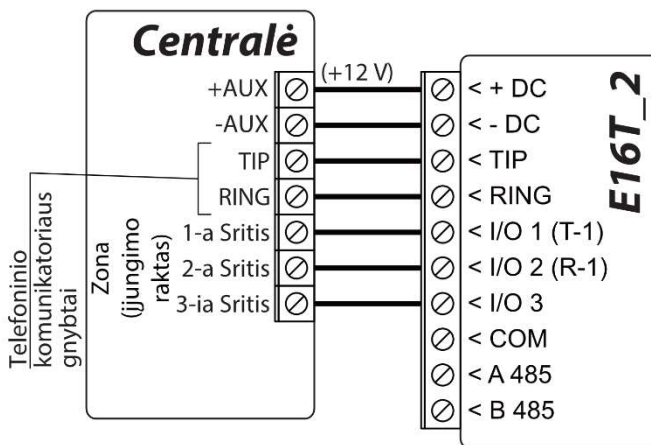 Centralė
(+12 V)
+AUX
-AUX
TIP
RING
1-a Sritis
2-a Sritis
3-ia Sritis
Zona
(įjungimo
raktas)
Telefoninio
komunikatoriaus
gnybtai
E16T_2
< + DC
< - DC
< TIP
< RING
< I/O 1 (T-1)
< I/O 2 (R-1)
< I/O 3
< COM
< A 485
< B 485